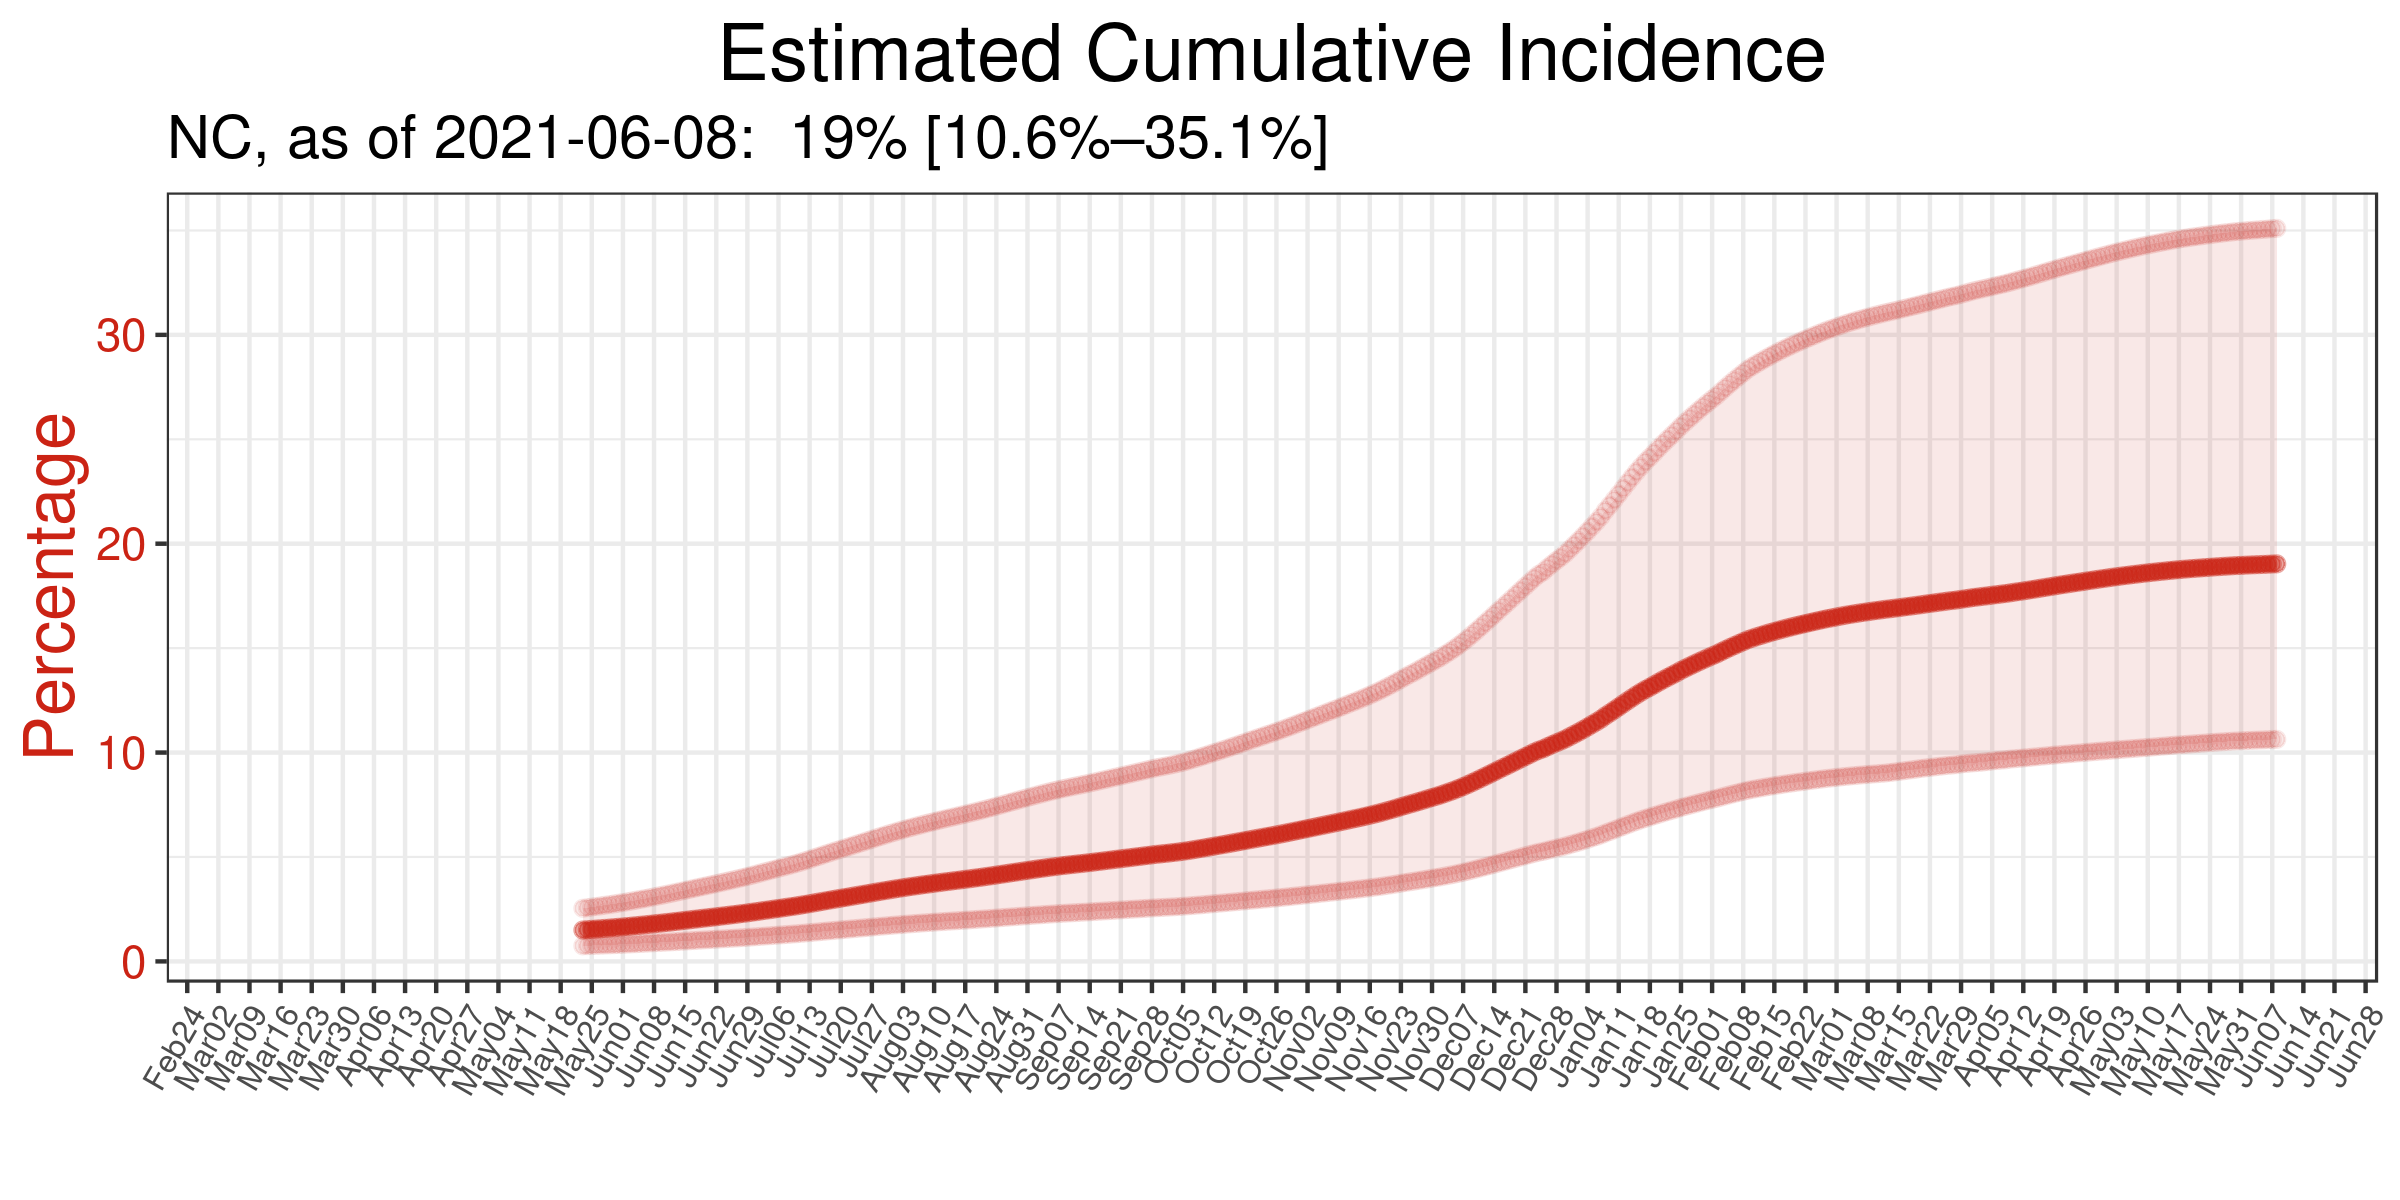 Estimated Cumulative Incidence
NC, as of 2021-06-08:  19% [10.6%–35.1%]
Percentage
30
20
10
0
Feb24
Mar02
Mar09
Mar16
Mar23
Mar30
Apr06
Apr13
Apr20
Apr27
May04
May11
May18
May25
Jun01
Jun08
Jun15
Jun22
Jun29
Jul06
Jul13
Jul20
Jul27
Aug03
Aug10
Aug17
Aug24
Aug31
Sep07
Sep14
Sep21
Sep28
Oct05
Oct12
Oct19
Oct26
Nov02
Nov09
Nov16
Nov23
Nov30
Dec07
Dec14
Dec21
Dec28
Jan04
Jan11
Jan18
Jan25
Feb01
Feb08
Feb15
Feb22
Mar01
Mar08
Mar15
Mar22
Mar29
Apr05
Apr12
Apr19
Apr26
May03
May10
May17
May24
May31
Jun07
Jun14
Jun21
Jun28